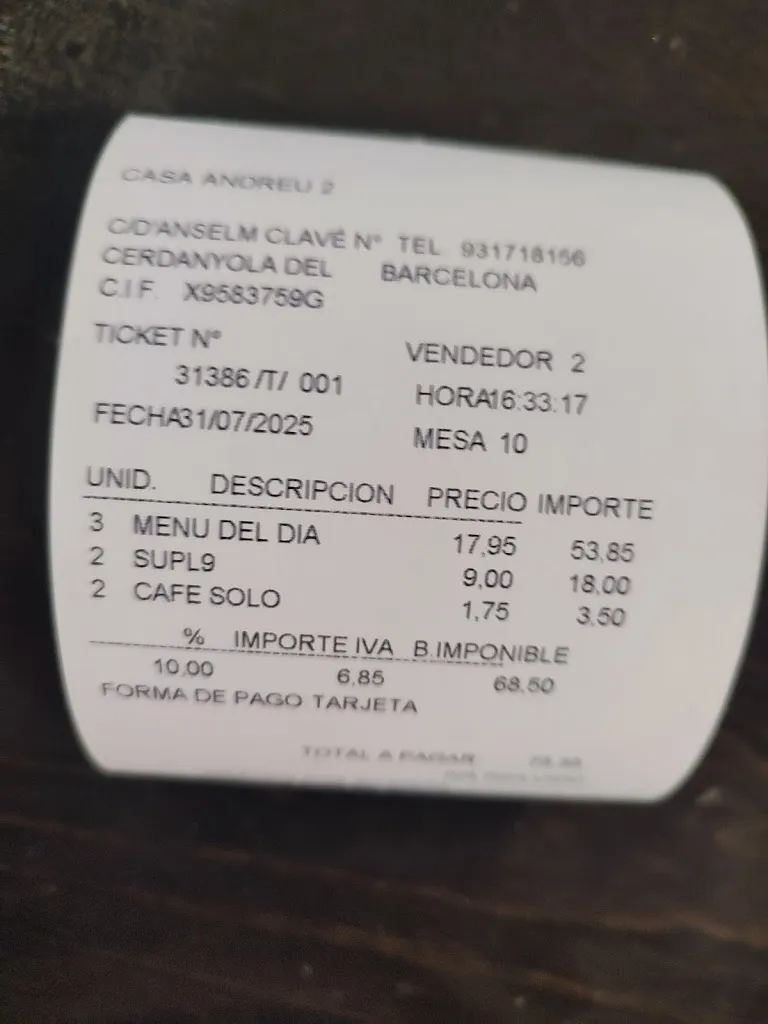 CASA ANDREU 2
C/D'ANSELM CLAVÉ Nº TEL 931718156
CERDANYOLA DEL BARCELONA
C.I.F. X9583759G
TICKET Nº VENDEDOR 2
31386 /T/ 001 HORA16:33:17
FECHA31/07/2025 MESA 10
UNID. DESCRIPCION PRECIO IMPORTE
3 MENU DEL DIA 17,95 53,85
2 SUPL9 9,00 18,00
2 CAFE SOLO 1,75 3,50
% IMPORTE IVA B.IMPONIBLE
10,00 6,85 68,50
FORMA DE PAGO TARJETA
TOTAL A PAGAR